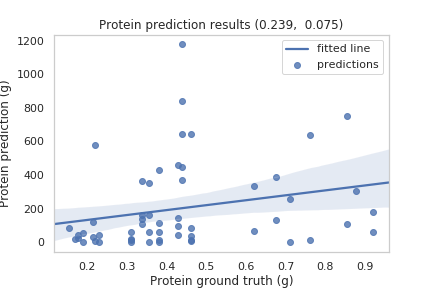 Protein prediction results (0.239,  0.075)
fitted line
predictions
1200
1000
800
600
400
200
0
Protein prediction (g)
0.2 0.3 0.4 0.5 0.6 0.7 0.8 0.9
Protein ground truth (g)